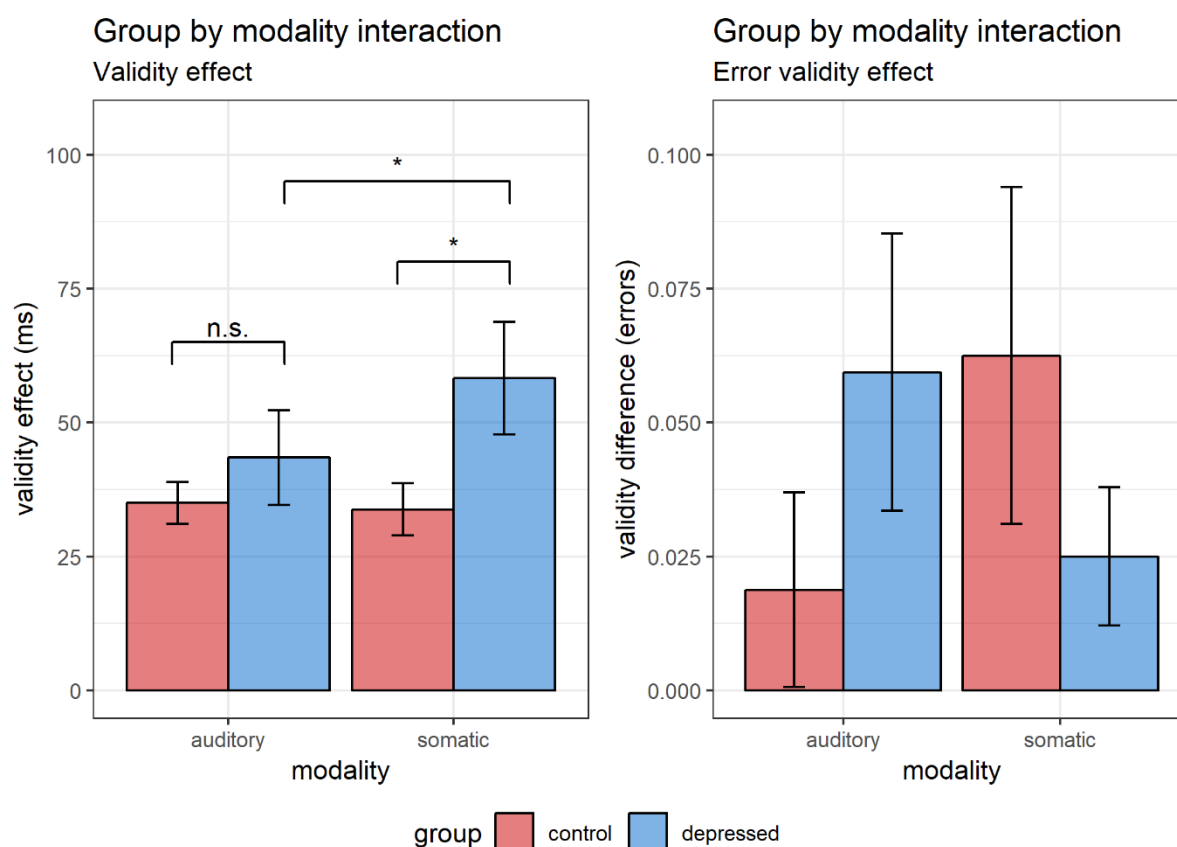 Group by modality interaction
Validity effect
validity effect (ms)
100
75
50
25
0
*
*
n.s.
auditory somatic
modality
Group by modality interaction
Error validity effect
validity difference (errors)
0.100
0.075
0.050
0.025
0.000
auditory somatic
modality
group control depressed